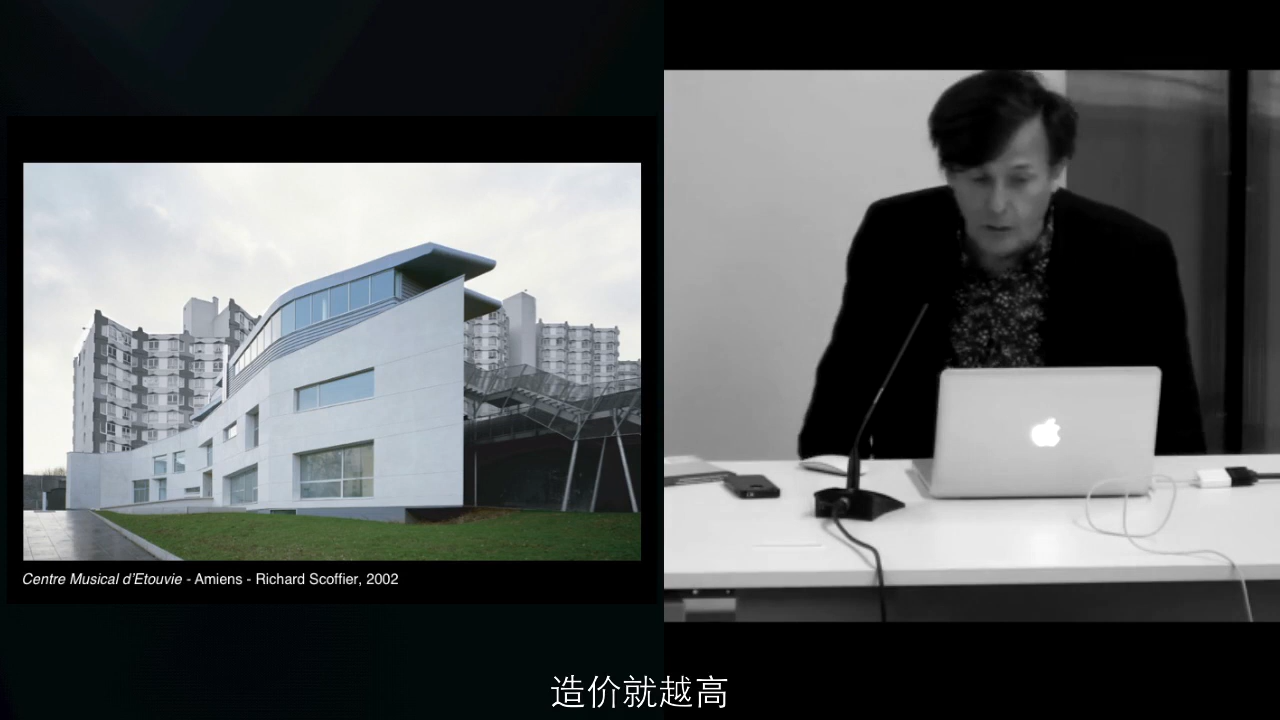 Centre Musical d'Etouvie - Amiens - Richard Scoffier, 2002
造价就越高